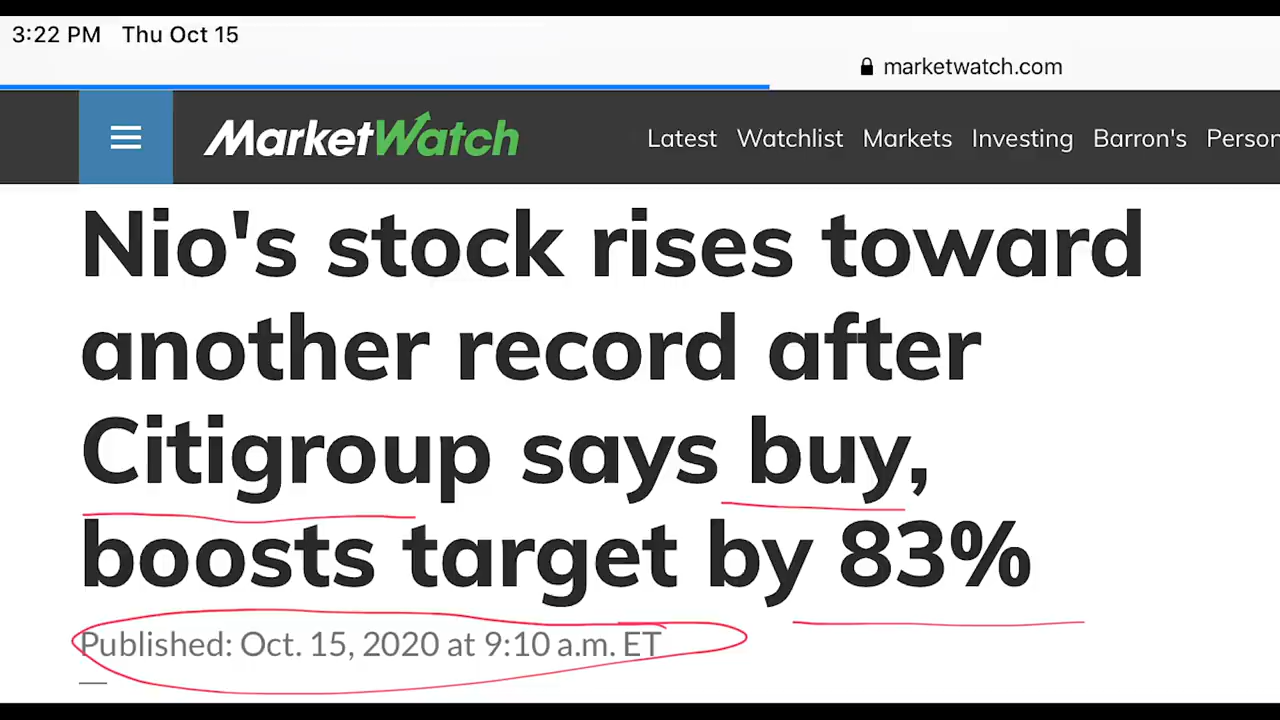 3:22 PM Thu Oct 15
marketwatch.com
MarketWatch Latest Watchlist Markets Investing Barron's Person
Nio's stock rises toward
another record after
Citigroup says buy,
boosts target by 83%
Published: Oct. 15, 2020 at 9:10 a.m. ET